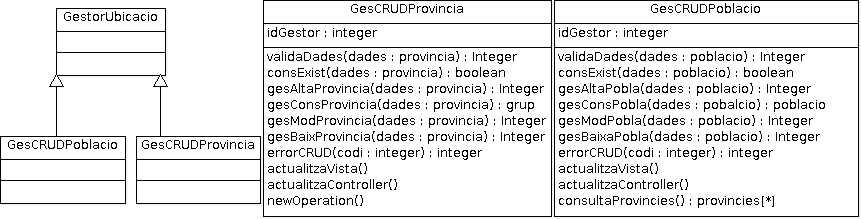 GestorUbicacio
GesCRUDPoblacio
GesCRUDProvincia
GesCRUDProvincia
idGestor : integer
validaDades(dades : provincia) : Integer
consExist(dades : provincia) : boolean
gesAltaProvincia(dades : provincia) : Integer
gesConsProvincia(dades : provincia) : grup
gesModProvincia(dades : provincia) : Integer
gesBaixProvincia(dades : provincia) : Integer
errorCRUD(codi : integer) : integer
actualitzaVista()
actualitzaController()
newOperation()
GesCRUDPoblacio
idGestor : integer
validaDades(dades : poblacio) : Integer
consExist(dades : poblacio) : boolean
gesAltaPobla(dades : poblacio) : Integer
gesConsPobla(dades : pobalcio) : poblacio
gesModPobla(dades : poblacio) : Integer
gesBaixaPobla(dades : poblacio) : Integer
errorCRUD(codi : integer) : integer
actualitzaVista()
actualitzaController()
consultaProvincies() : provincies[*]